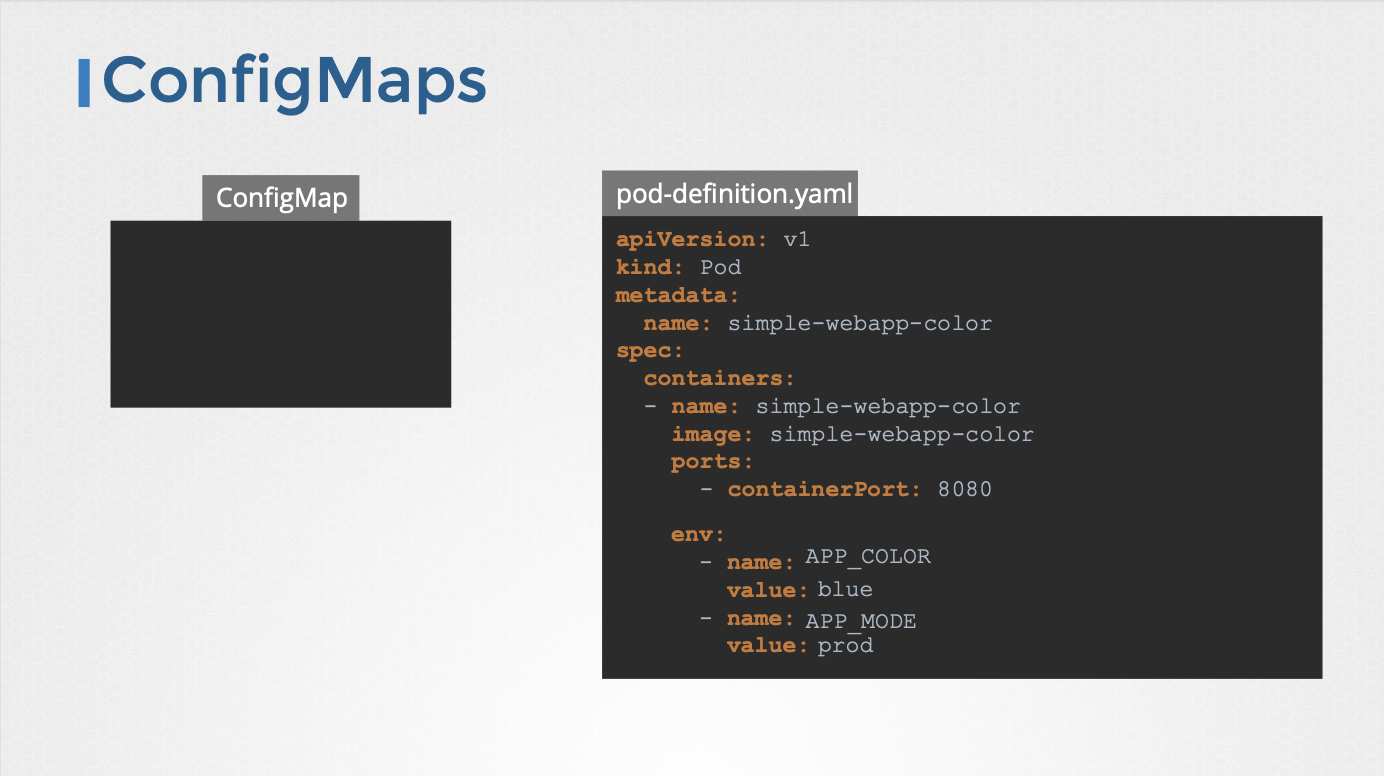 ConfigMaps
ConfigMap
pod-definition.yaml
apiVersion: v1
kind: Pod
metadata:
  name: simple-webapp-color
spec:
  containers:
  - name: simple-webapp-color
    image: simple-webapp-color
    ports:
      - containerPort: 8080
    env:
      - name: APP_COLOR
        value: blue
      - name: APP_MODE
        value: prod